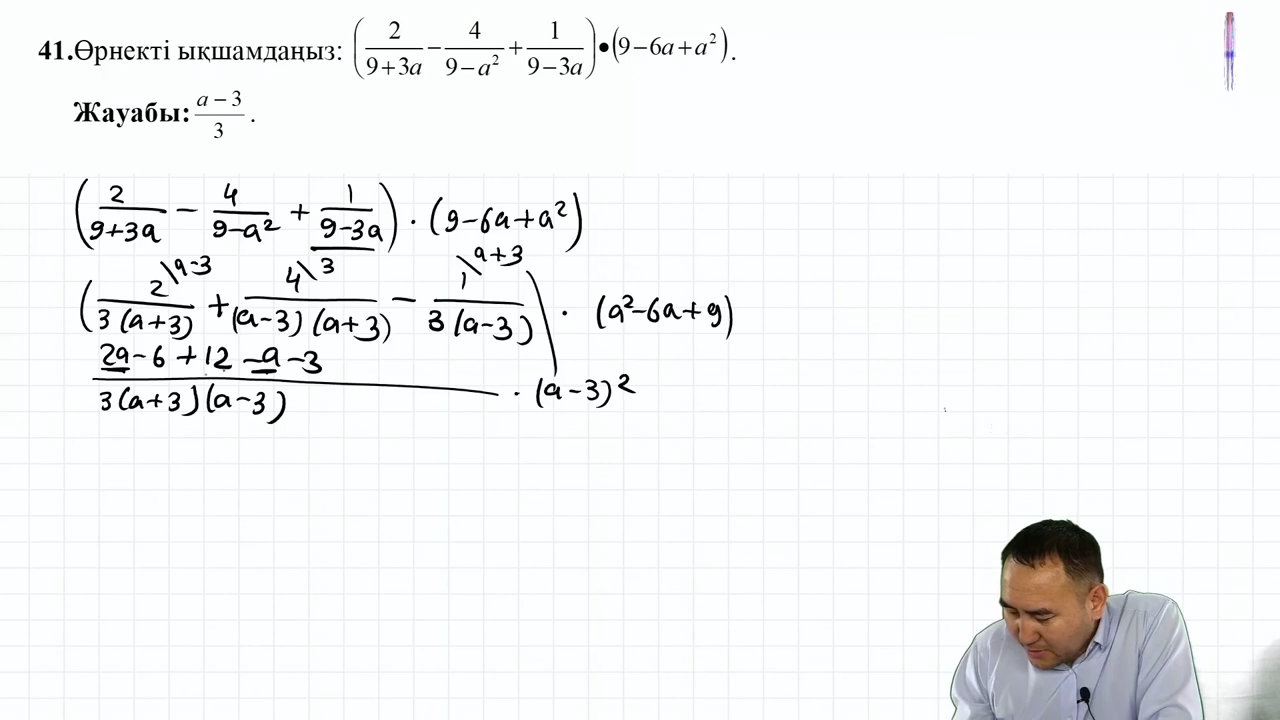 41.Өрнекті ықшамдаңыз: (2/(9+3a) − 4/(9−a²) + 1/(9−3a))•(9−6a+a²).
Жауабы: (a−3)/3 .
(2/(9+3a) − 4/(9−a²) + 1/(9−3a)) · (9−6a+a²)
(2\a-3/(3(a+3)) + 4\3/((a-3)(a+3)) − 1\a+3/(3(a-3))) · (a²-6a+9)
(2a-6+12-a-3)/(3(a+3)(a-3)) · (a-3)²